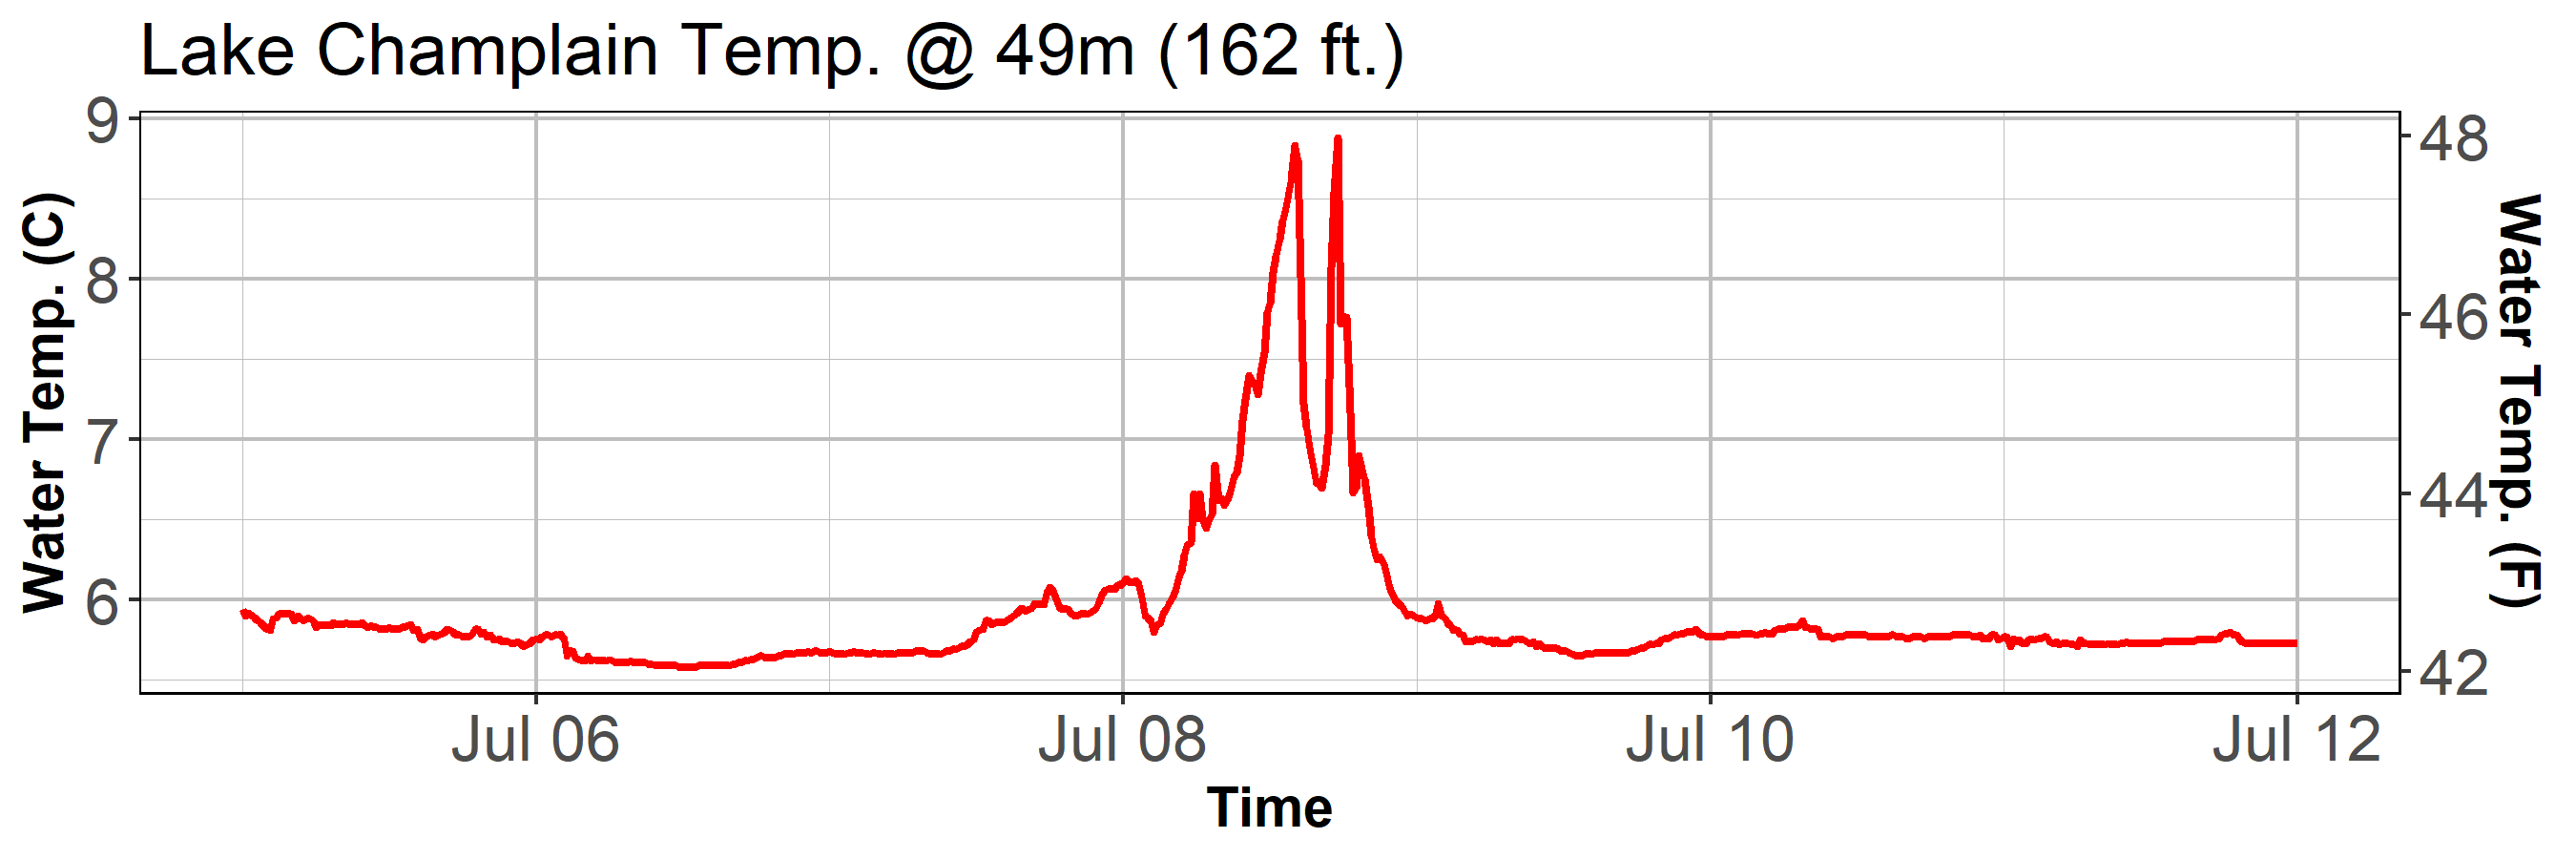 Lake Champlain Temp. @ 49m (162 ft.)
Water Temp. (C)
9
8
7
6
48
46
44
42
Water Temp. (F)
Jul 06
Jul 08
Jul 10
Jul 12
Time